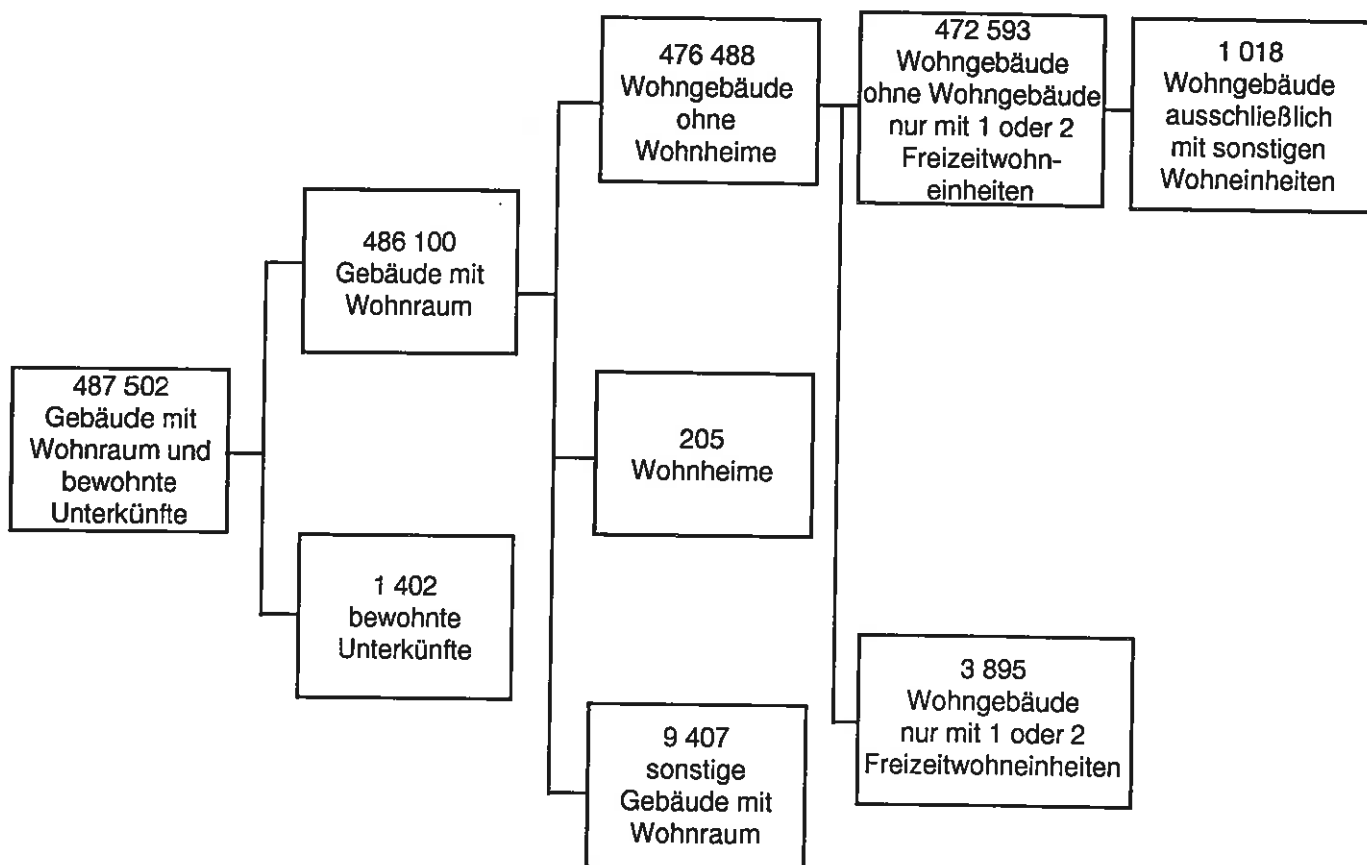 487 502
Gebäude mit
Wohnraum und
bewohnte
Unterkünfte
486 100
Gebäude mit
Wohnraum
1 402
bewohnte
Unterkünfte
476 488
Wohngebäude
ohne
Wohnheime
205
Wohnheime
9 407
sonstige
Gebäude mit
Wohnraum
472 593
Wohngebäude
ohne Wohngebäude
nur mit 1 oder 2
Freizeitwohn-
einheiten
3 895
Wohngebäude
nur mit 1 oder 2
Freizeitwohneinheiten
1 018
Wohngebäude
ausschließlich
mit sonstigen
Wohneinheiten